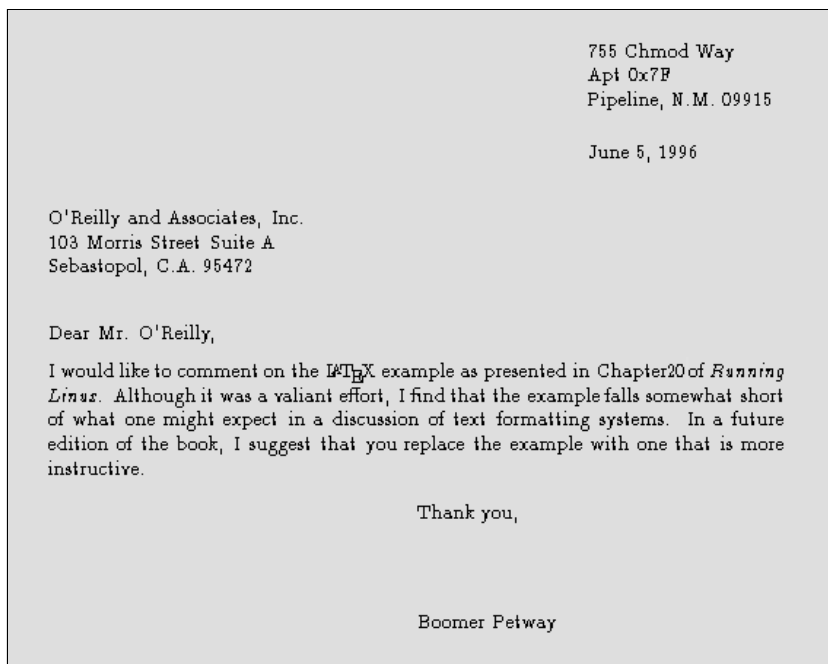 755 Chmod Way
Apt 0x7F
Pipeline, N.M. 09915
June 5, 1996
O'Reilly and Associates, Inc.
103 Morris Street Suite A
Sebastopol, C.A. 95472
Dear Mr. O'Reilly,
I would like to comment on the LATEX example as presented in Chapter20 of Running
Linux. Although it was a valiant effort, I find that the example falls somewhat short
of what one might expect in a discussion of text formatting systems. In a future
edition of the book, I suggest that you replace the example with one that is more
instructive.
Thank you,
Boomer Petway